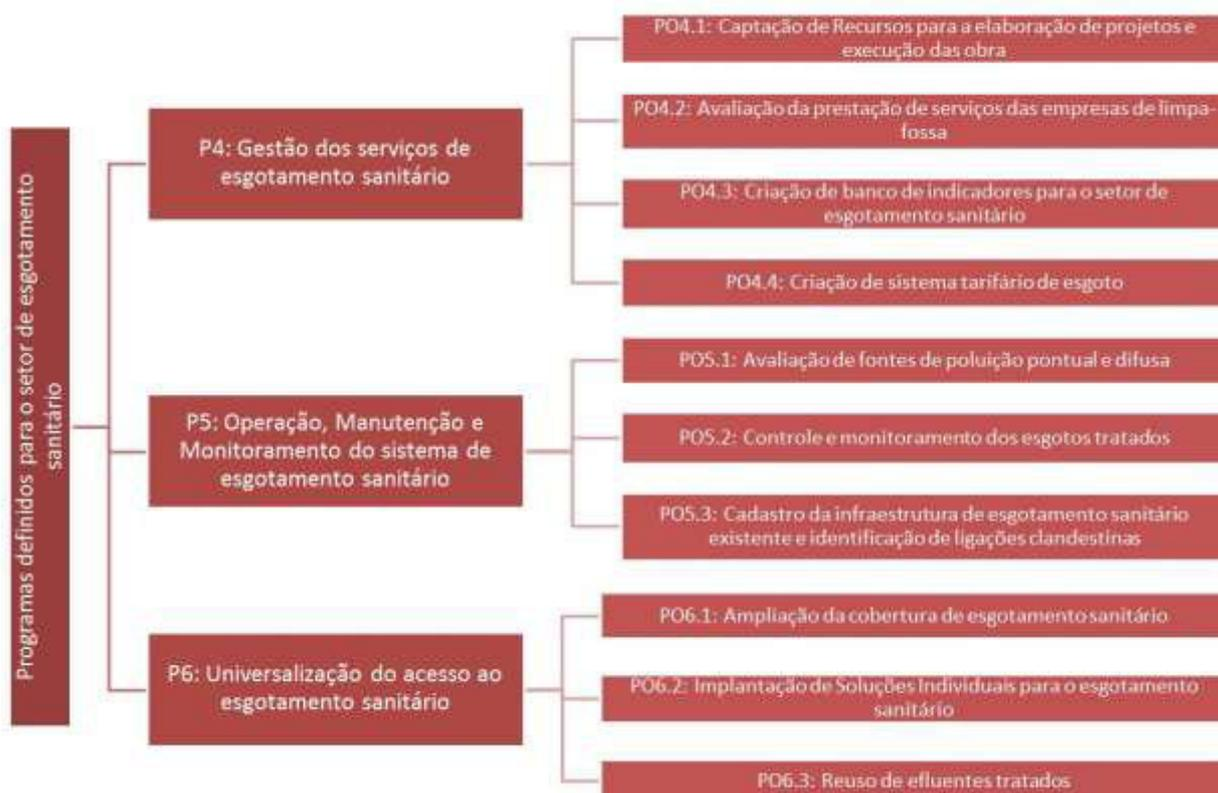 Programas definidos para o setor de esgotamento
sanitário
P4: Gestão dos serviços de
esgotamento sanitário
PO4.1: Captação de Recursos para a elaboração de projetos e
execução das obra
PO4.2: Avaliação da prestação de serviços das empresas de limpa-
fossa
PO4.3: Criação de banco de indicadores para o setor de
esgotamento sanitário
PO4.4: Criação de sistema tarifário de esgoto
P5: Operação, Manutenção e
Monitoramento do sistema de
esgotamento sanitário
PO5.1: Avaliação de fontes de poluição pontual e difusa
PO5.2: Controle e monitoramento dos esgotos tratados
PO5.3: Cadastro da infraestrutura de esgotamento sanitário
existente e identificação de ligações clandestinas
P6: Universalização do acesso ao
esgotamento sanitário
PO6.1: Ampliação da cobertura de esgotamento sanitário
PO6.2: Implantação de Soluções Individuais para o esgotamento
sanitário
PO6.3: Reuso de efluentes tratados